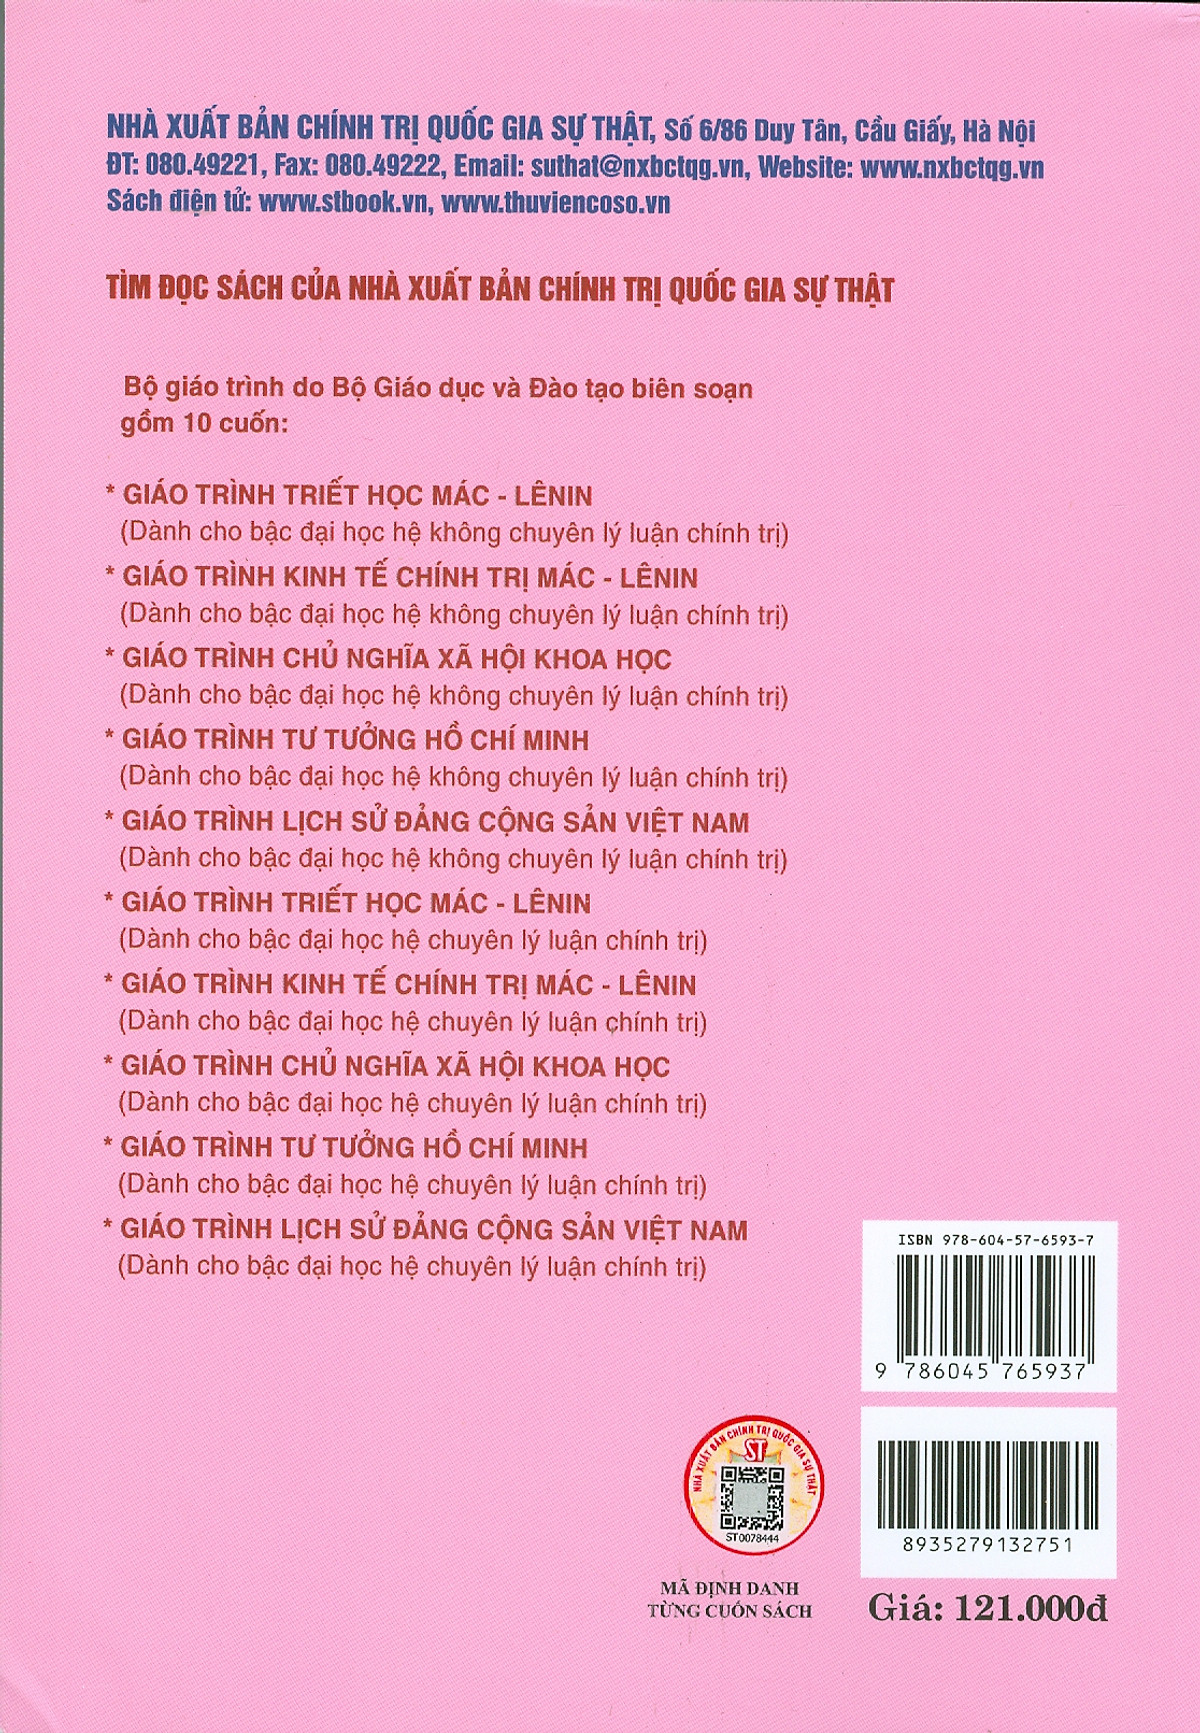 NHÀ XUẤT BẢN CHÍNH TRỊ QUỐC GIA SỰ THẬT, Số 6/86 Duy Tân, Cầu Giấy, Hà Nội
ĐT: 080.49221, Fax: 080.49222, Email: suthat@nxbctqg.vn, Website: www.nxbctqg.vn
Sách điện tử: www.stbook.vn, www.thuviencoso.vn
TÌM ĐỌC SÁCH CỦA NHÀ XUẤT BẢN CHÍNH TRỊ QUỐC GIA SỰ THẬT
Bộ giáo trình do Bộ Giáo dục và Đào tạo biên soạn
gồm 10 cuốn:
* GIÁO TRÌNH TRIẾT HỌC MÁC - LÊNIN
(Dành cho bậc đại học hệ không chuyên lý luận chính trị)
* GIÁO TRÌNH KINH TẾ CHÍNH TRỊ MÁC - LÊNIN
(Dành cho bậc đại học hệ không chuyên lý luận chính trị)
* GIÁO TRÌNH CHỦ NGHĨA XÃ HỘI KHOA HỌC
(Dành cho bậc đại học hệ không chuyên lý luận chính trị)
* GIÁO TRÌNH TƯ TƯỞNG HỒ CHÍ MINH
(Dành cho bậc đại học hệ không chuyên lý luận chính trị)
* GIÁO TRÌNH LỊCH SỬ ĐẢNG CỘNG SẢN VIỆT NAM
(Dành cho bậc đại học hệ không chuyên lý luận chính trị)
* GIÁO TRÌNH TRIẾT HỌC MÁC - LÊNIN
(Dành cho bậc đại học hệ chuyên lý luận chính trị)
* GIÁO TRÌNH KINH TẾ CHÍNH TRỊ MÁC - LÊNIN
(Dành cho bậc đại học hệ chuyên lý luận chính trị)
* GIÁO TRÌNH CHỦ NGHĨA XÃ HỘI KHOA HỌC
(Dành cho bậc đại học hệ chuyên lý luận chính trị)
* GIÁO TRÌNH TƯ TƯỞNG HỒ CHÍ MINH
(Dành cho bậc đại học hệ chuyên lý luận chính trị)
* GIÁO TRÌNH LỊCH SỬ ĐẢNG CỘNG SẢN VIỆT NAM
(Dành cho bậc đại học hệ chuyên lý luận chính trị)
ISBN 978-604-57-6593-7
9 786045 765937
NHÀ XUẤT BẢN CHÍNH TRỊ QUỐC GIA SỰ THẬT
ST
ST0078444
8935279132751
MÃ ĐỊNH DANH
TỪNG CUỐN SÁCH
Giá: 121.000đ